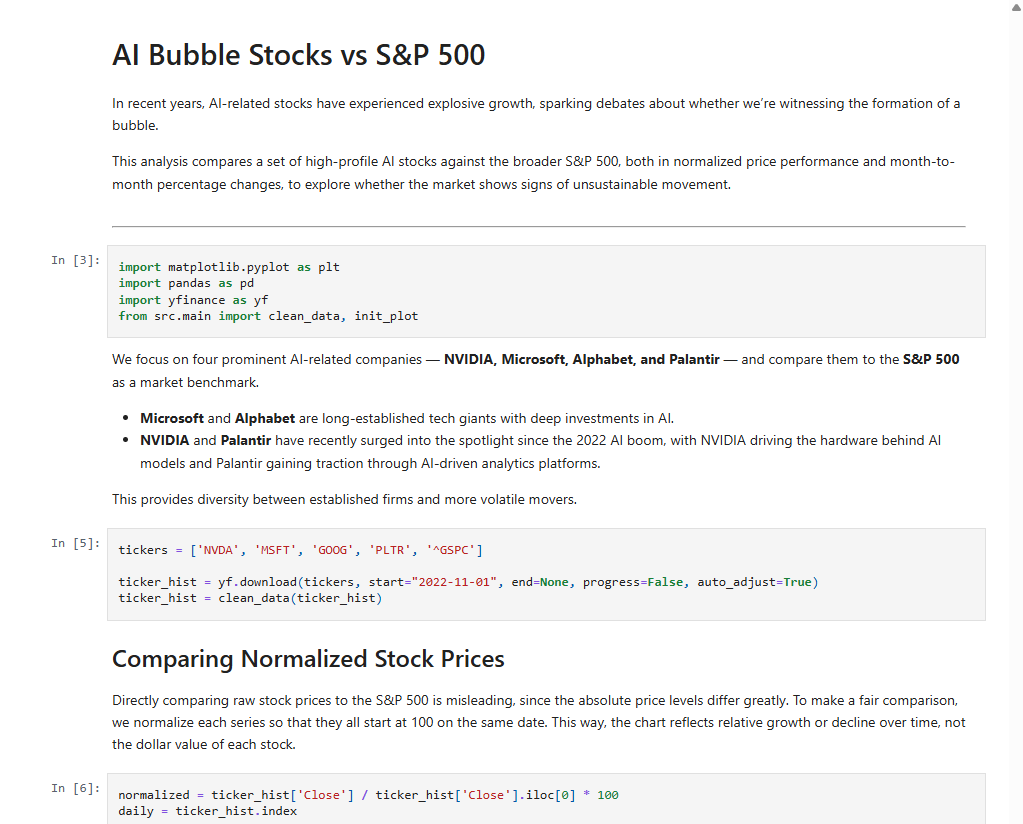 AI Bubble Stocks vs S&P 500
In recent years, AI-related stocks have experienced explosive growth, sparking debates about whether we’re witnessing the formation of a
bubble.
This analysis compares a set of high-profile AI stocks against the broader S&P 500, both in normalized price performance and month-to-
month percentage changes, to explore whether the market shows signs of unsustainable movement.
In [3]:
import matplotlib.pyplot as plt
import pandas as pd
import yfinance as yf
from src.main import clean_data, init_plot
We focus on four prominent AI-related companies — NVIDIA, Microsoft, Alphabet, and Palantir — and compare them to the S&P 500
as a market benchmark.
• Microsoft and Alphabet are long-established tech giants with deep investments in AI.
• NVIDIA and Palantir have recently surged into the spotlight since the 2022 AI boom, with NVIDIA driving the hardware behind AI
models and Palantir gaining traction through AI-driven analytics platforms.
This provides diversity between established firms and more volatile movers.
In [5]:
tickers = ['NVDA', 'MSFT', 'GOOG', 'PLTR', '^GSPC']
ticker_hist = yf.download(tickers, start="2022-11-01", end=None, progress=False, auto_adjust=True)
ticker_hist = clean_data(ticker_hist)
Comparing Normalized Stock Prices
Directly comparing raw stock prices to the S&P 500 is misleading, since the absolute price levels differ greatly. To make a fair comparison,
we normalize each series so that they all start at 100 on the same date. This way, the chart reflects relative growth or decline over time, not
the dollar value of each stock.
In [6]:
normalized = ticker_hist['Close'] / ticker_hist['Close'].iloc[0] * 100
daily = ticker_hist.index